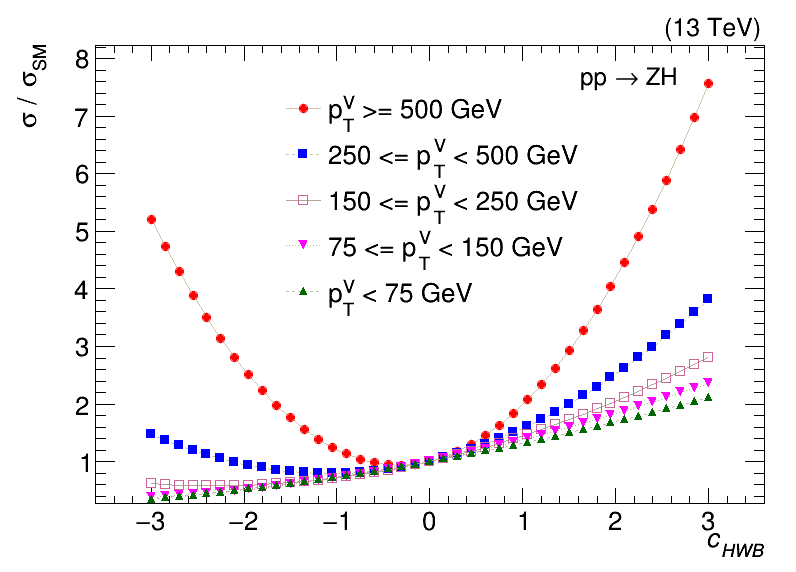 (13 TeV)
pp → ZH
σ / σSM
8
7
6
5
4
3
2
1
pTV >= 500 GeV
250 <= pTV < 500 GeV
150 <= pTV < 250 GeV
75 <= pTV < 150 GeV
pTV < 75 GeV
−3 −2 −1 0 1 2 3
cHWB